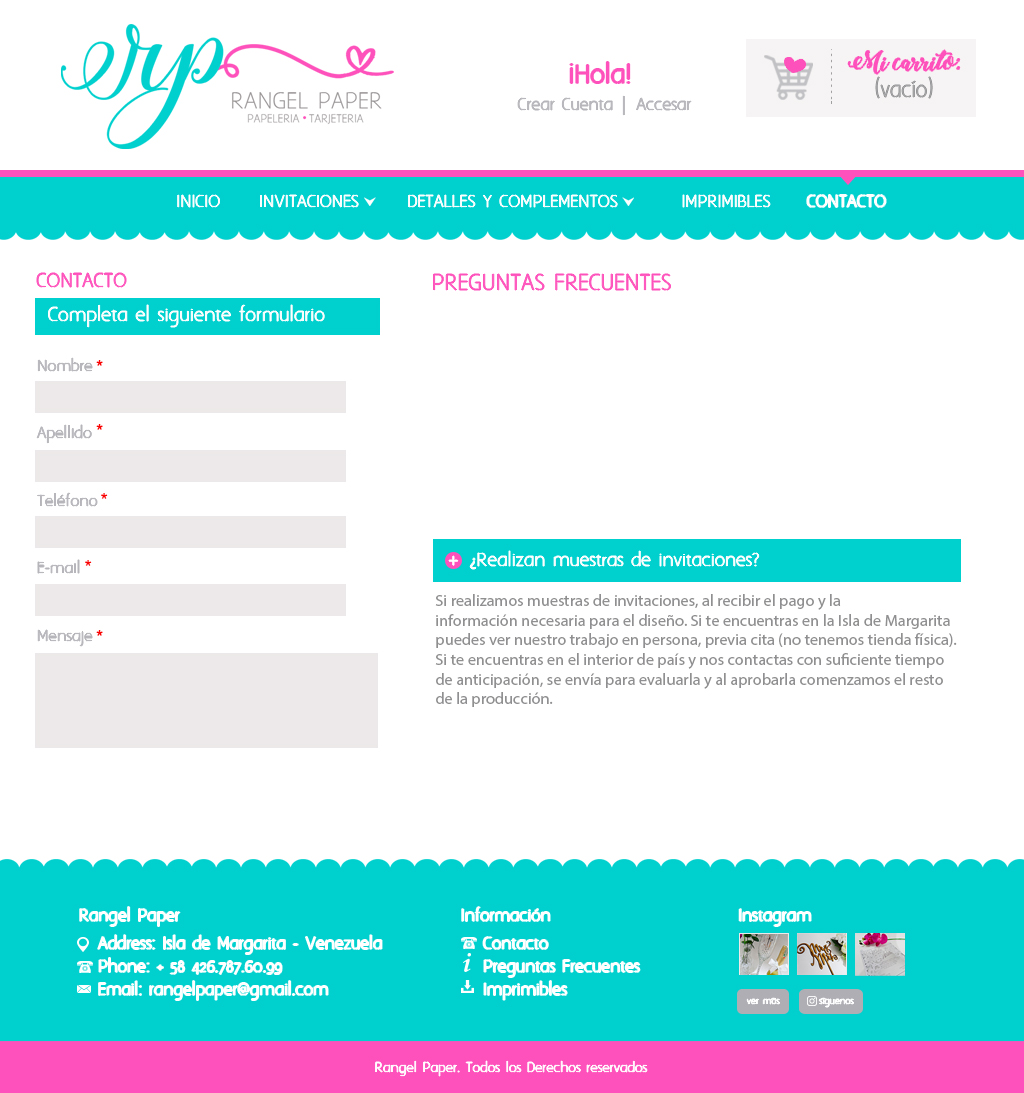 erp
RANGEL PAPER
PAPELERIA • TARJETERIA
¡Hola!
Crear Cuenta | Accesar
Mi carrito:
(vacío)
INICIO INVITACIONES DETALLES Y COMPLEMENTOS IMPRIMIBLES CONTACTO
CONTACTO
Completa el siguiente formulario
Nombre *
Apellido *
Teléfono *
E-mail *
Mensaje *
PREGUNTAS FRECUENTES
¿Realizan muestras de invitaciones?
Si realizamos muestras de invitaciones, al recibir el pago y la
información necesaria para el diseño. Si te encuentras en la Isla de Margarita
puedes ver nuestro trabajo en persona, previa cita (no tenemos tienda física).
Si te encuentras en el interior de país y nos contactas con suficiente tiempo
de anticipación, se envía para evaluarla y al aprobarla comenzamos el resto
de la producción.
Rangel Paper
Address: Isla de Margarita - Venezuela
Phone: + 58 426.787.60.99
Email: rangelpaper@gmail.com
Información
Contacto
Preguntas Frecuentes
Imprimibles
Instagram
ver más síguenos
Rangel Paper. Todos los Derechos reservados